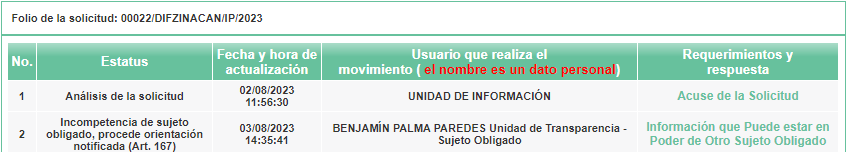 Folio de la solicitud: 00022/DIFZINACAN/IP/2023
No. Estatus Fecha y hora de actualización Usuario que realiza el movimiento ( el nombre es un dato personal) Requerimientos y respuesta
1 Análisis de la solicitud 02/08/2023 11:56:30 UNIDAD DE INFORMACIÓN Acuse de la Solicitud
2 Incompetencia de sujeto obligado, procede orientación notificada (Art. 167) 03/08/2023 14:35:41 BENJAMÍN PALMA PAREDES Unidad de Transparencia - Sujeto Obligado Información que Puede estar en Poder de Otro Sujeto Obligado